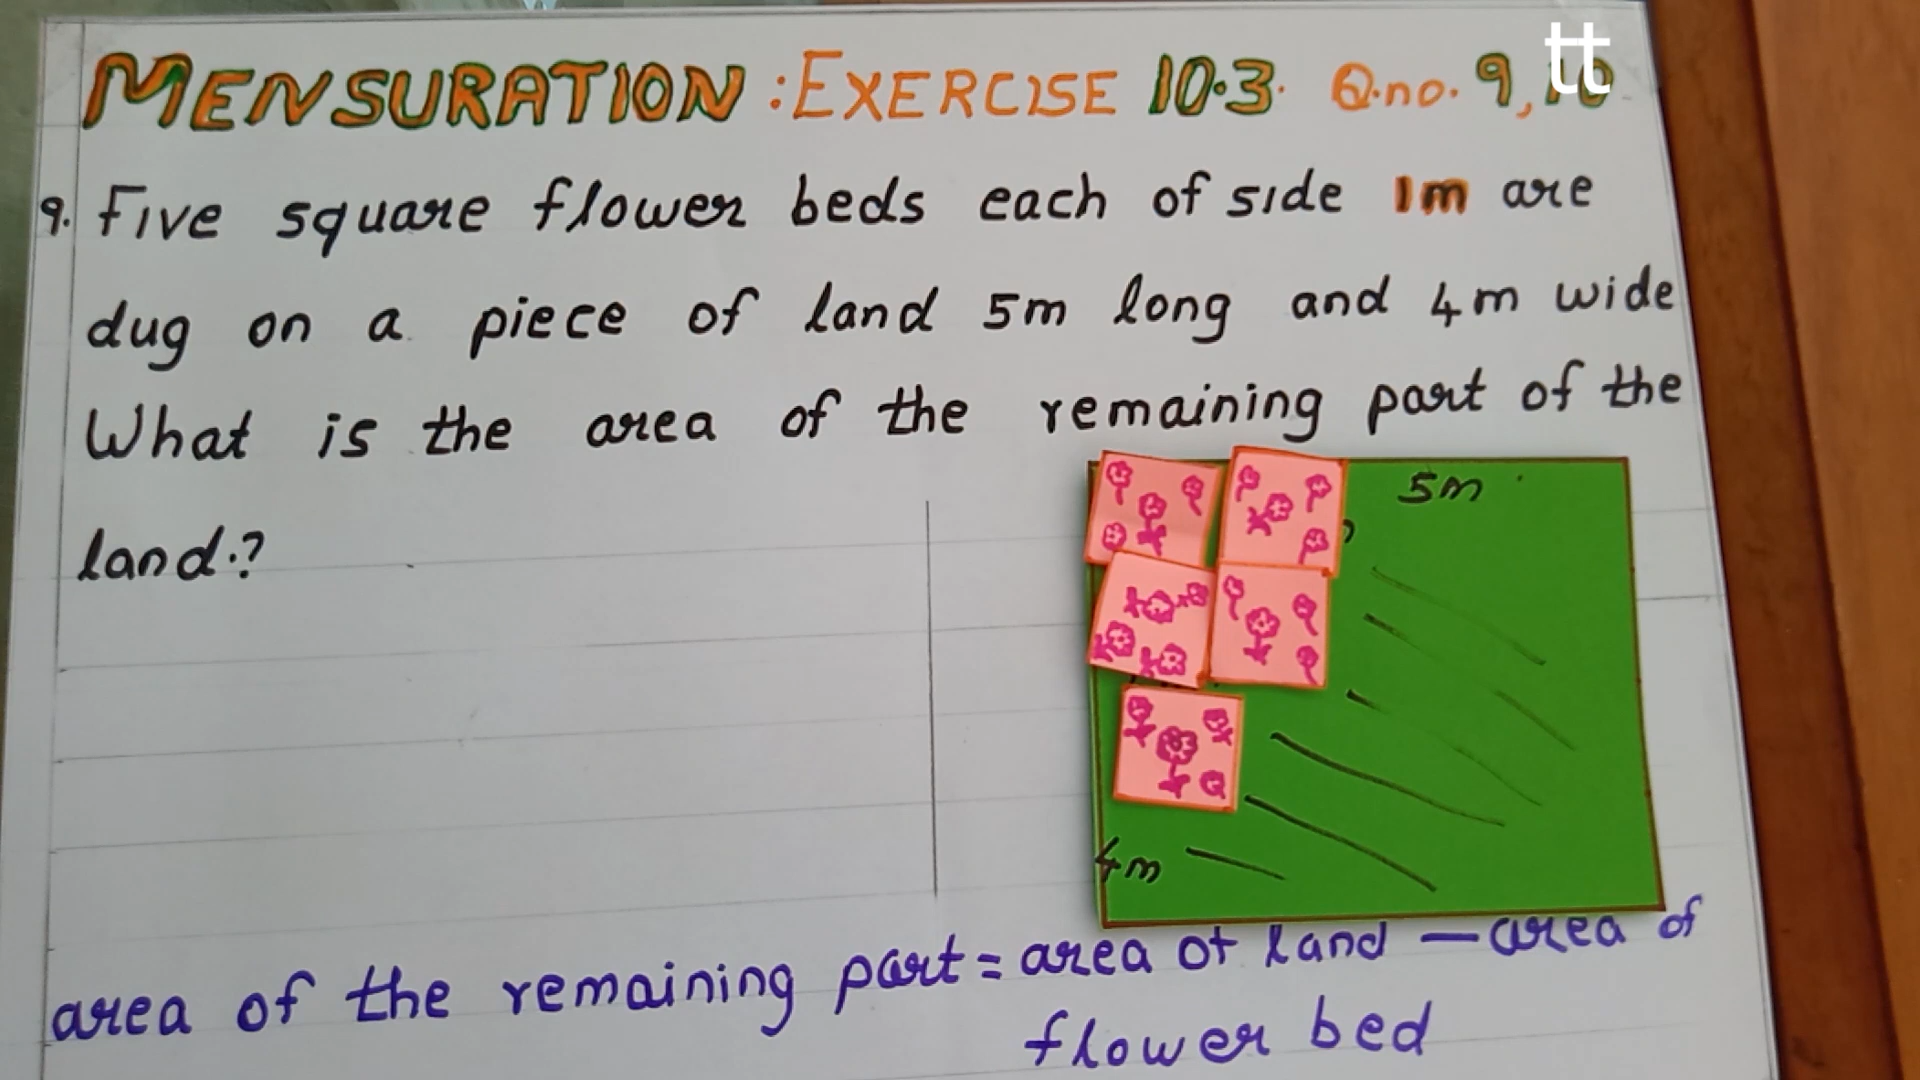 MENSURATION : EXERCISE 10.3. Q.no. 9, 10
tt
9. Five square flower beds each of side 1m are
dug on a piece of land 5m long and 4m wide
What is the area of the remaining part of the
land.?
5m
4m
area of the remaining part = area of land — area of
flower bed